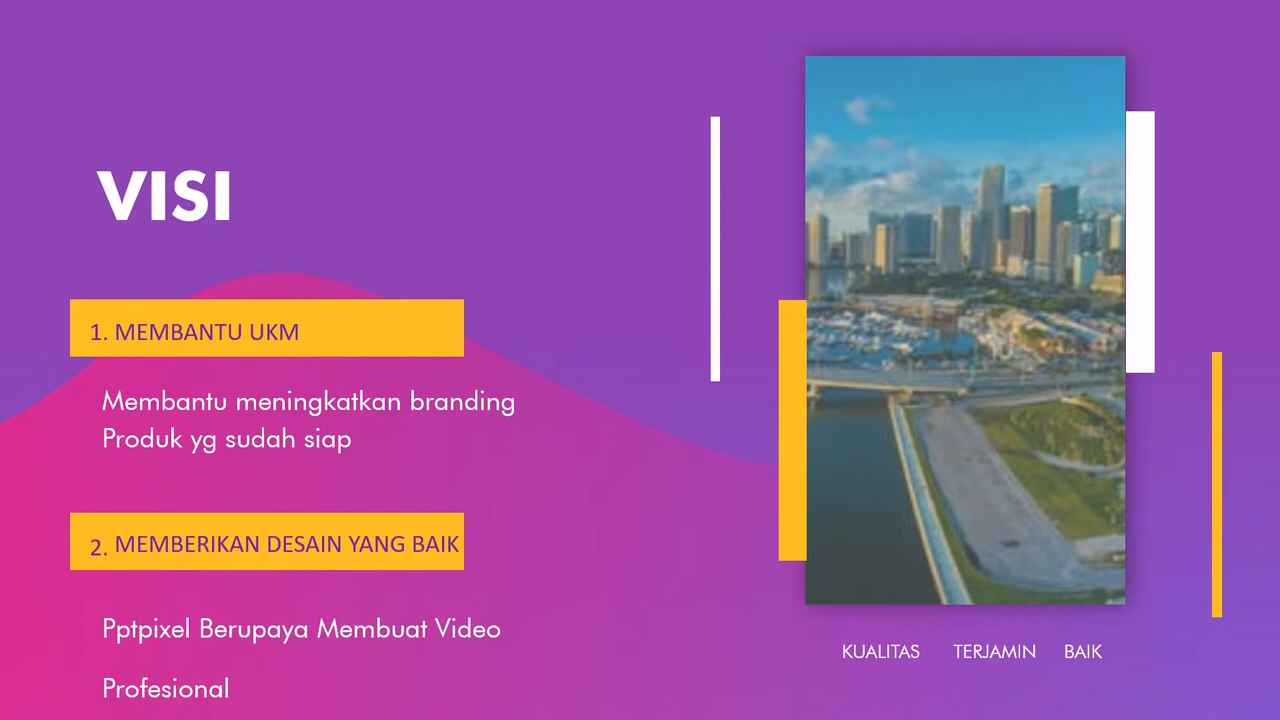 VISI
1. MEMBANTU UKM
Membantu meningkatkan branding
Produk yg sudah siap
2. MEMBERIKAN DESAIN YANG BAIK
Pptpixel Berupaya Membuat Video
Profesional
KUALITAS TERJAMIN BAIK